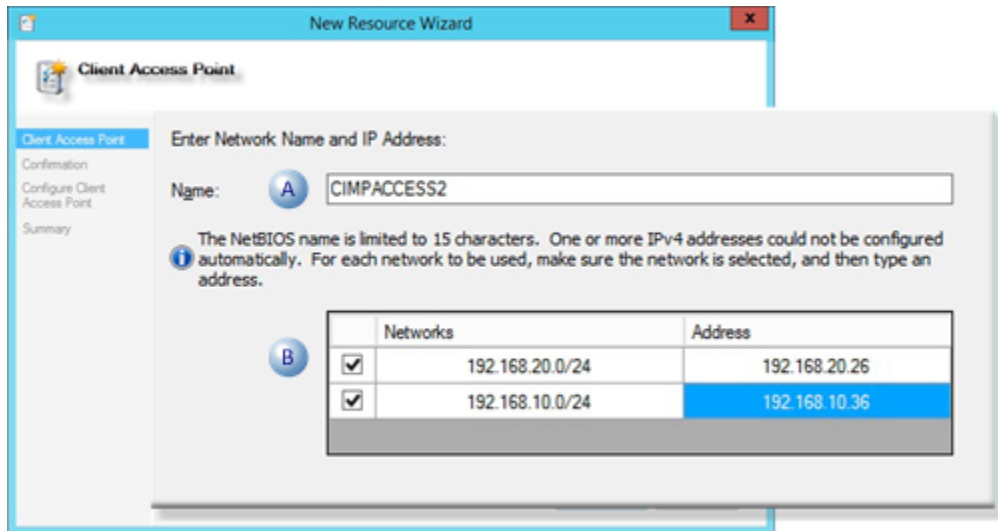 New Resource Wizard
x
Client Access Point
Client Access Point
Confirmation
Configure Client
Access Point
Summary
Enter Network Name and IP Address:
Name:
A
CIMPACCESS2
The NetBIOS name is limited to 15 characters. One or more IPv4 addresses could not be configured
automatically. For each network to be used, make sure the network is selected, and then type an
address.
B
Networks Address
192.168.20.0/24 192.168.20.26
192.168.10.0/24 192.168.10.36